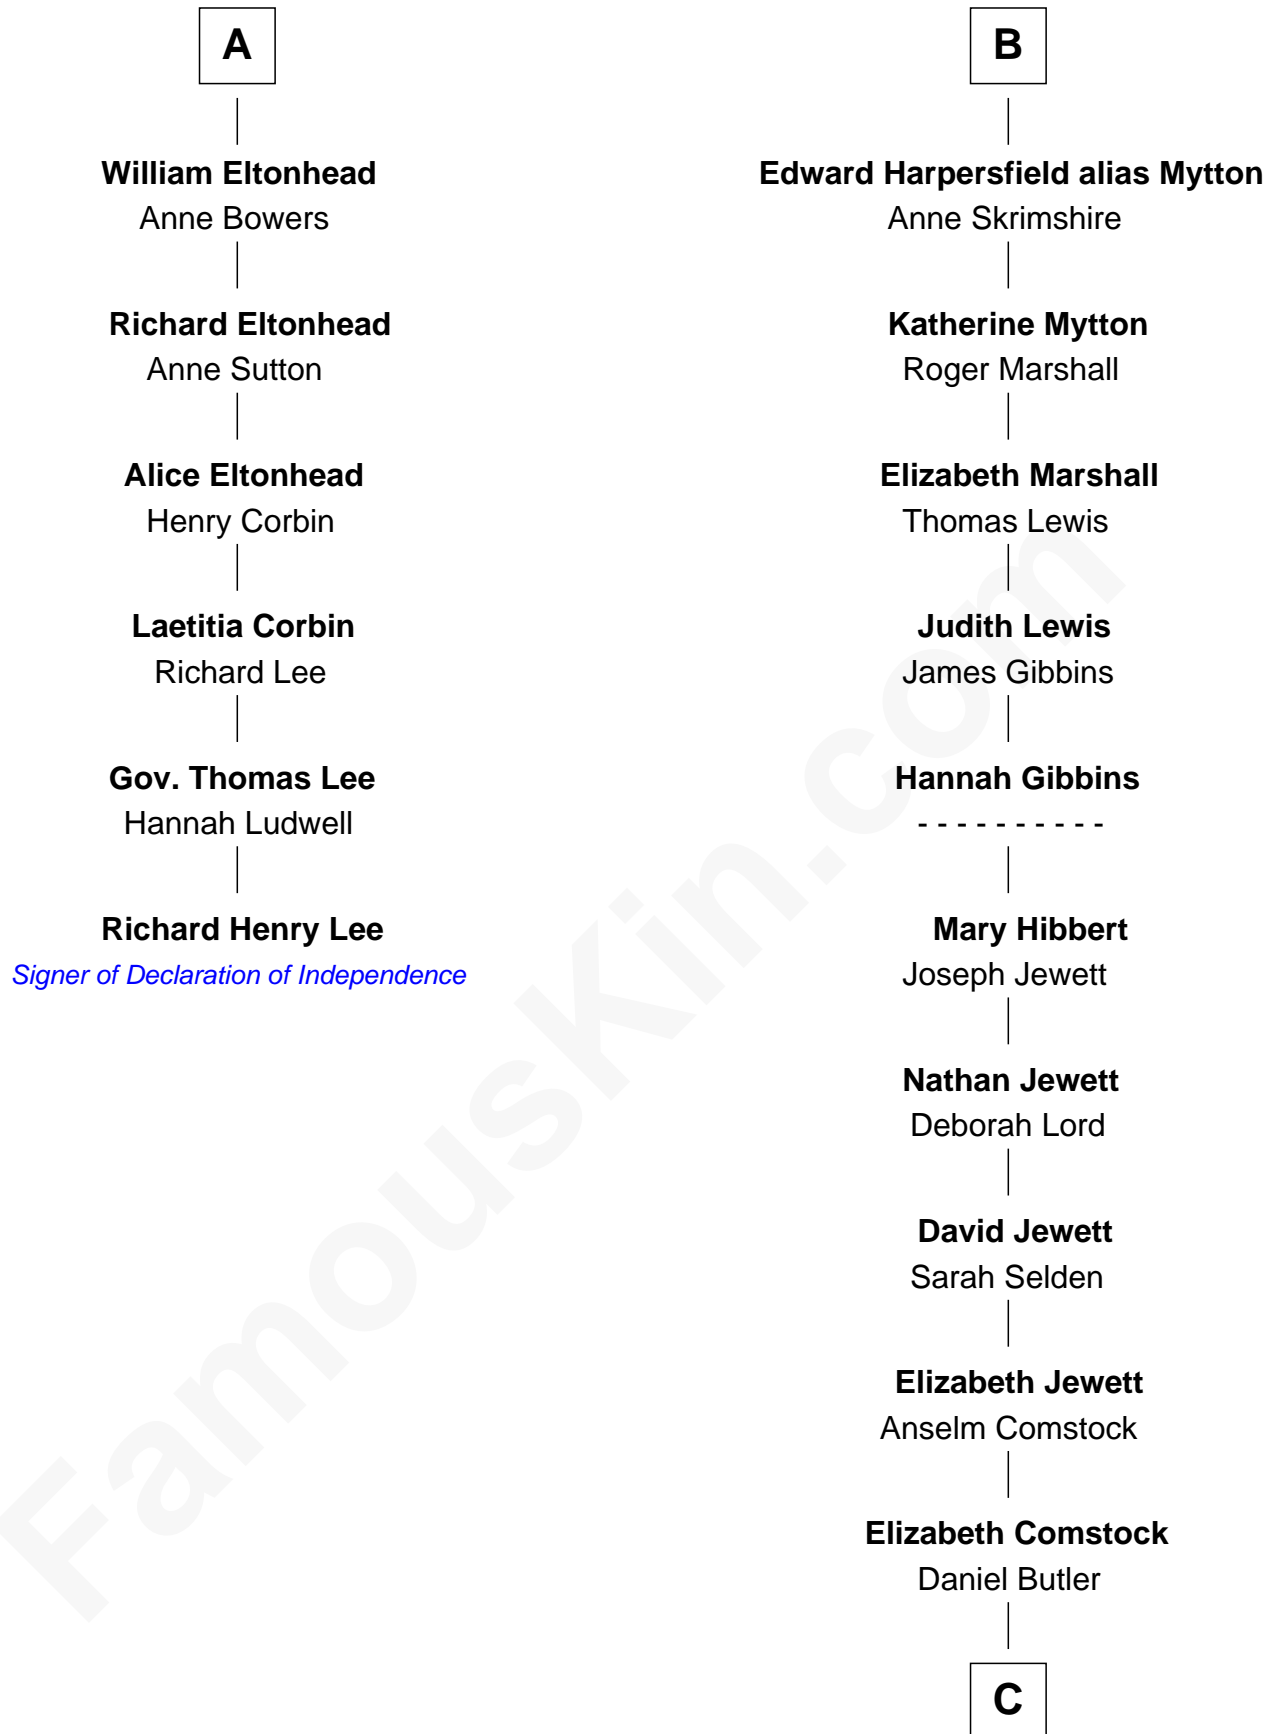 A
William Eltonhead
Anne Bowers
Richard Eltonhead
Anne Sutton
Alice Eltonhead
Henry Corbin
Laetitia Corbin
Richard Lee
Gov. Thomas Lee
Hannah Ludwell
Richard Henry Lee
Signer of Declaration of Independence
B
Edward Harpersfield alias Mytton
Anne Skrimshire
Katherine Mytton
Roger Marshall
Elizabeth Marshall
Thomas Lewis
Judith Lewis
James Gibbins
Hannah Gibbins
- - - - - - - - - -
Mary Hibbert
Joseph Jewett
Nathan Jewett
Deborah Lord
David Jewett
Sarah Selden
Elizabeth Jewett
Anselm Comstock
Elizabeth Comstock
Daniel Butler
C
FamousKin.com